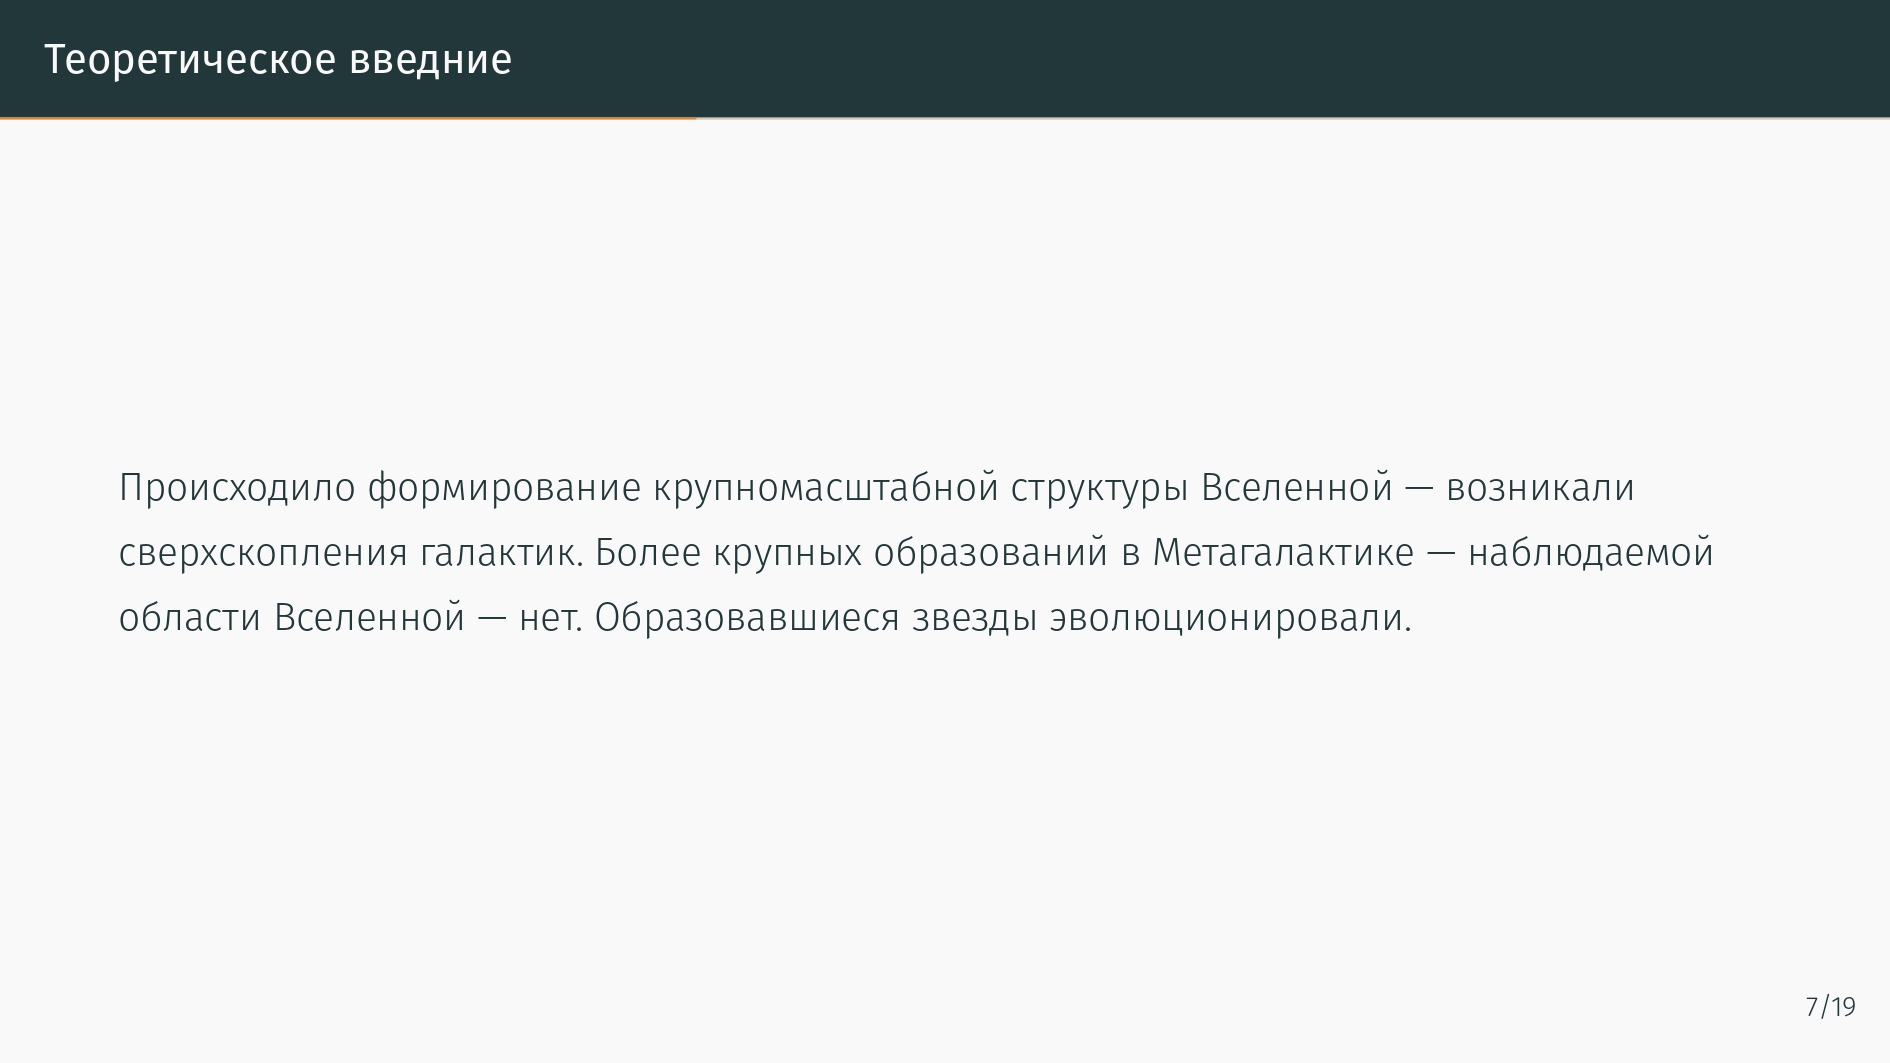 Теоретическое введние
Происходило формирование крупномасштабной структуры Вселенной — возникали
сверхскопления галактик. Более крупных образований в Метагалактике — наблюдаемой
области Вселенной — нет. Образовавшиеся звезды эволюционировали.
7/19